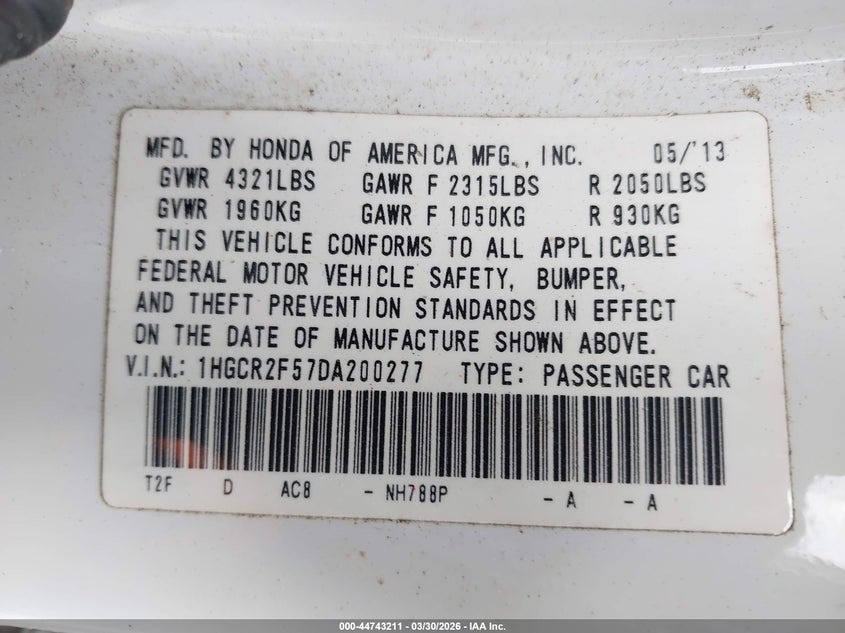 MFD. BY HONDA OF AMERICA MFG., INC. 05/'13
GVWR 4321LBS GAWR F 2315LBS R 2050LBS
GVWR 1960KG GAWR F 1050KG R 930KG
THIS VEHICLE CONFORMS TO ALL APPLICABLE
FEDERAL MOTOR VEHICLE SAFETY, BUMPER,
AND THEFT PREVENTION STANDARDS IN EFFECT
ON THE DATE OF MANUFACTURE SHOWN ABOVE.
V.I.N.: 1HGCR2F57DA200277 TYPE: PASSENGER CAR
T2F D AC8 - NH788P - A - A
000-44743211 - 03/30/2026 - IAA Inc.